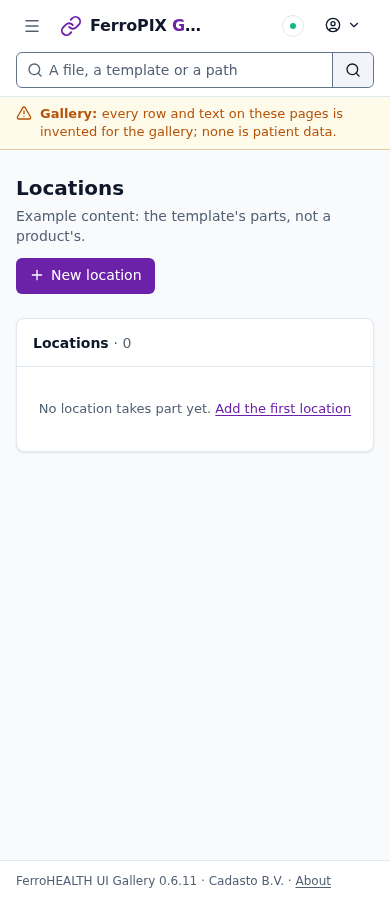 FerroPIX G...
A file, a template or a path
Gallery: every row and text on these pages is
invented for the gallery; none is patient data.
Locations
Example content: the template's parts, not a
product's.
New location
Locations · 0
No location takes part yet. Add the first location
FerroHEALTH UI Gallery 0.6.11 · Cadasto B.V. · About